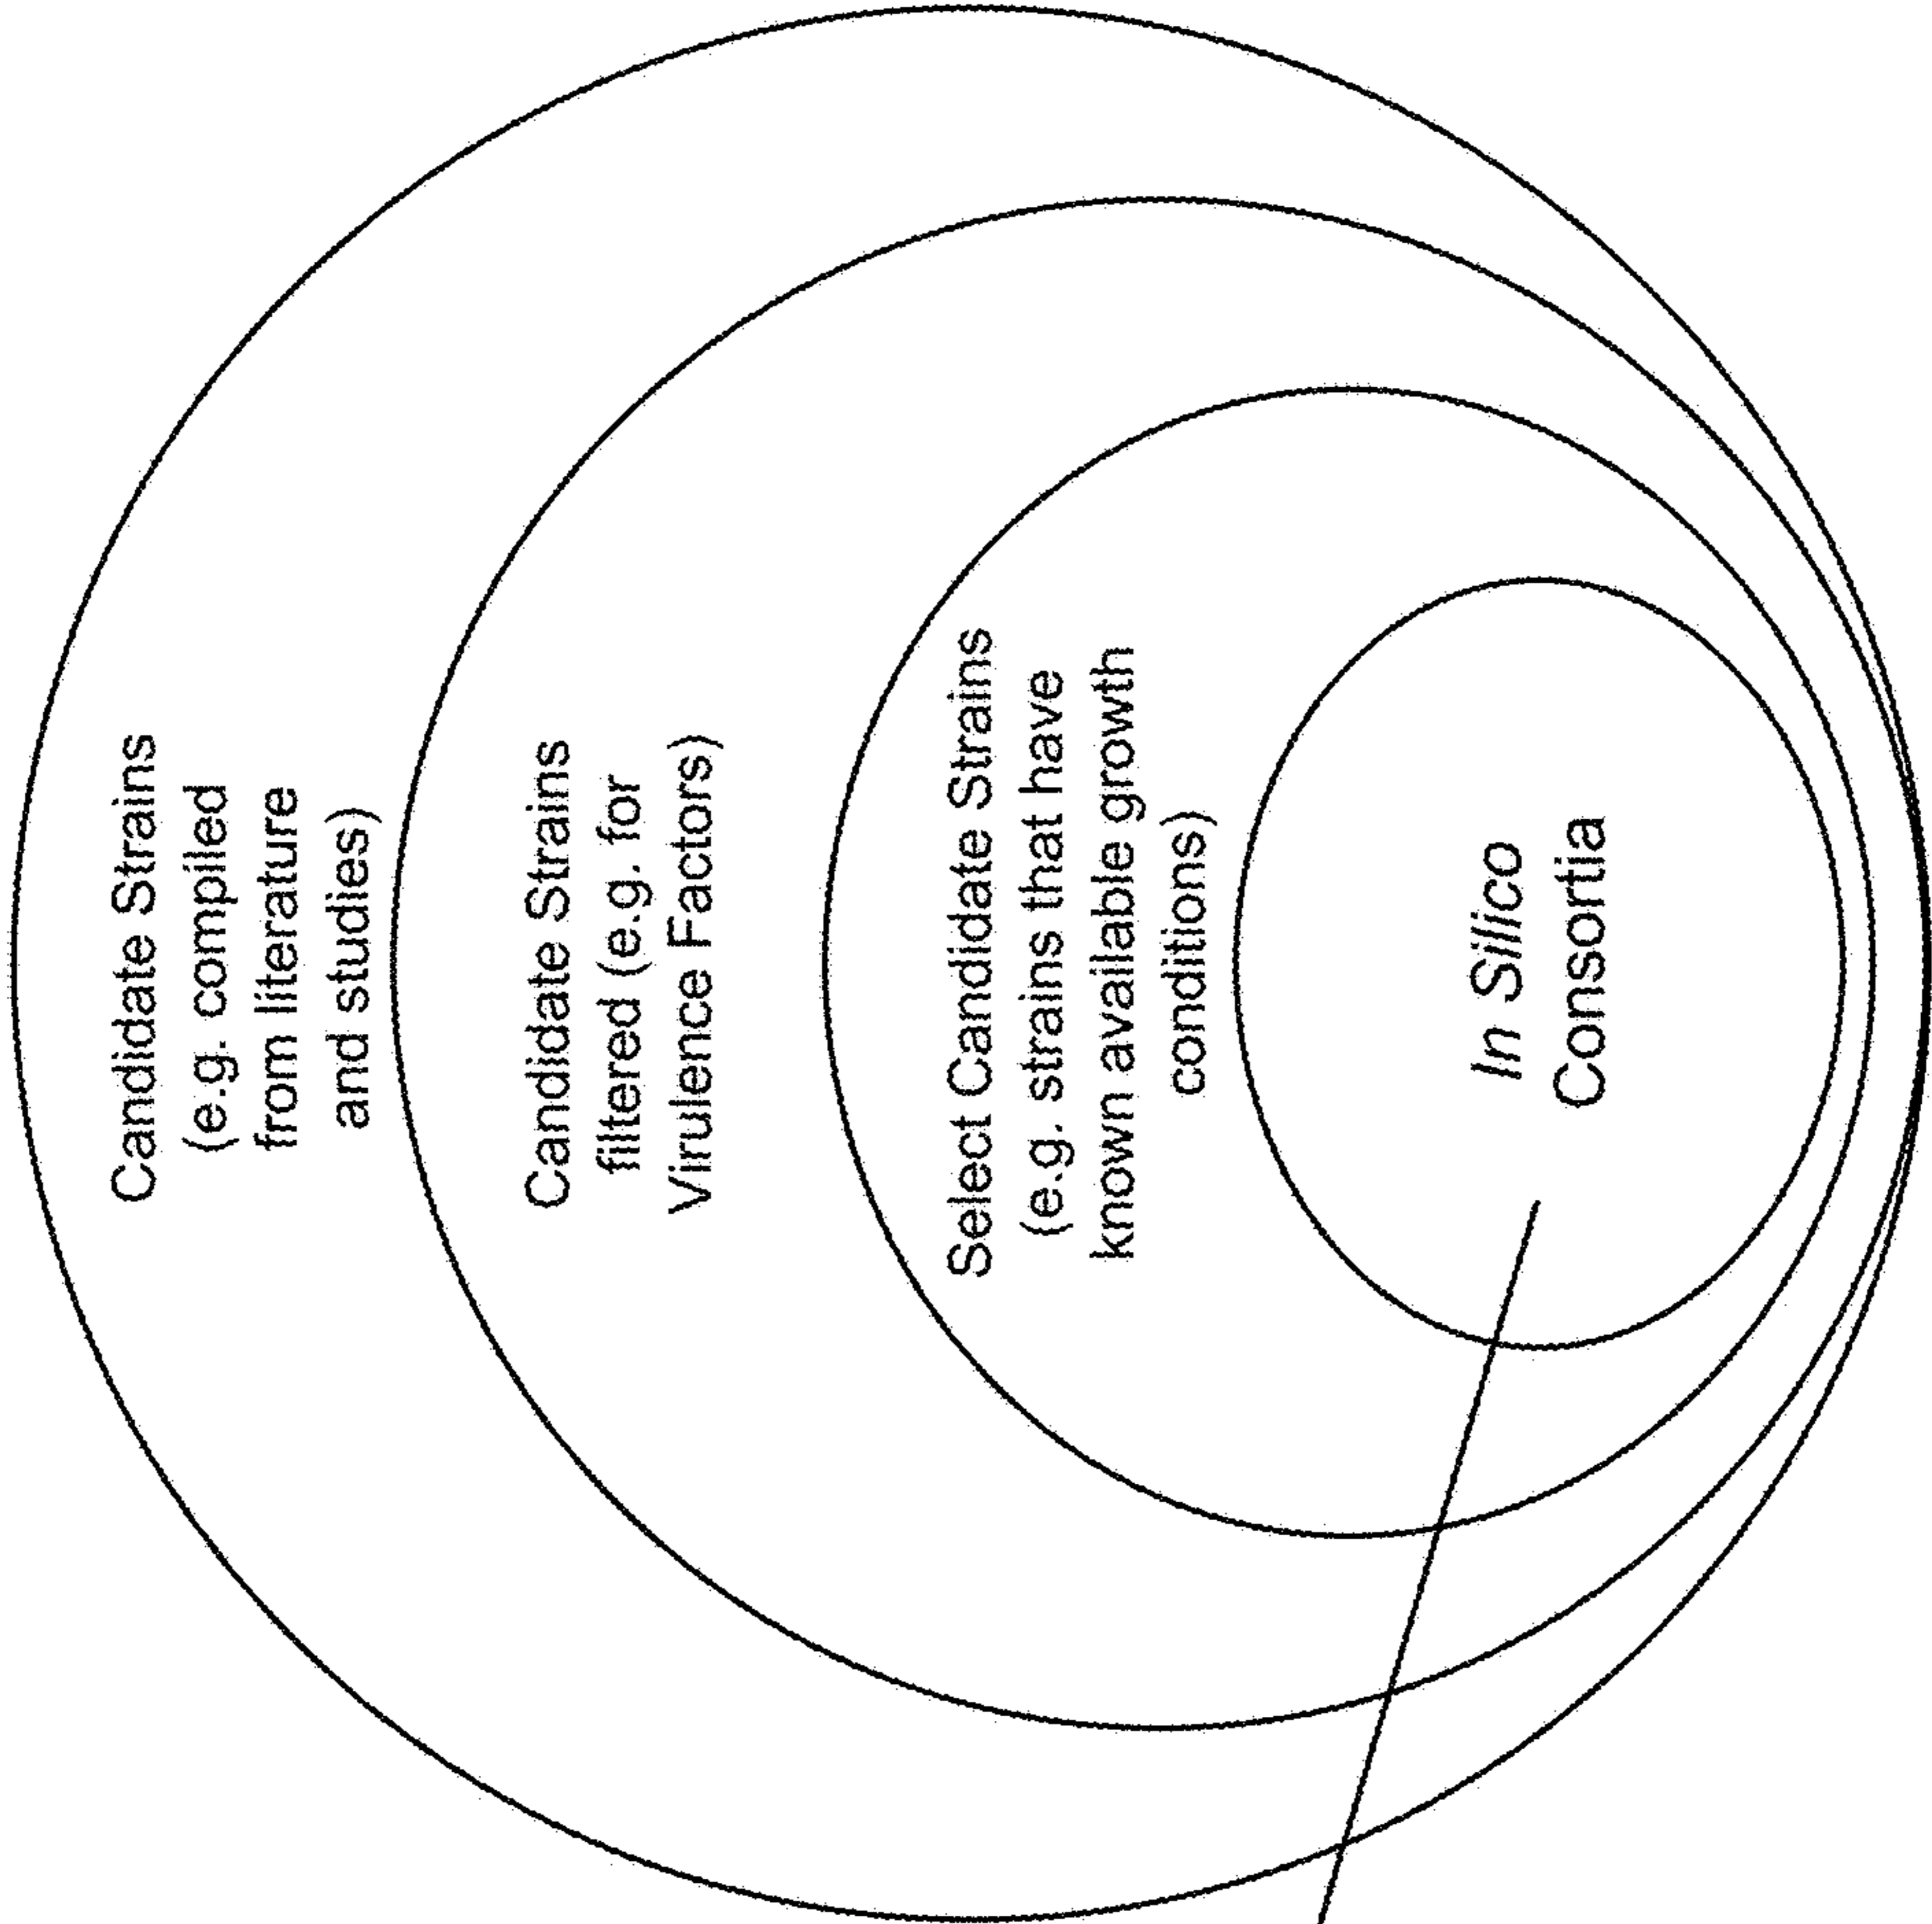 Candidate Strains
(e.g. compiled
from literature
and studies)
Candidate Strains
filtered (e.g. for
Virulence Factors)
Select Candidate Strains
(e.g. strains that have
known available growth
conditions)
In Silico
Consortia